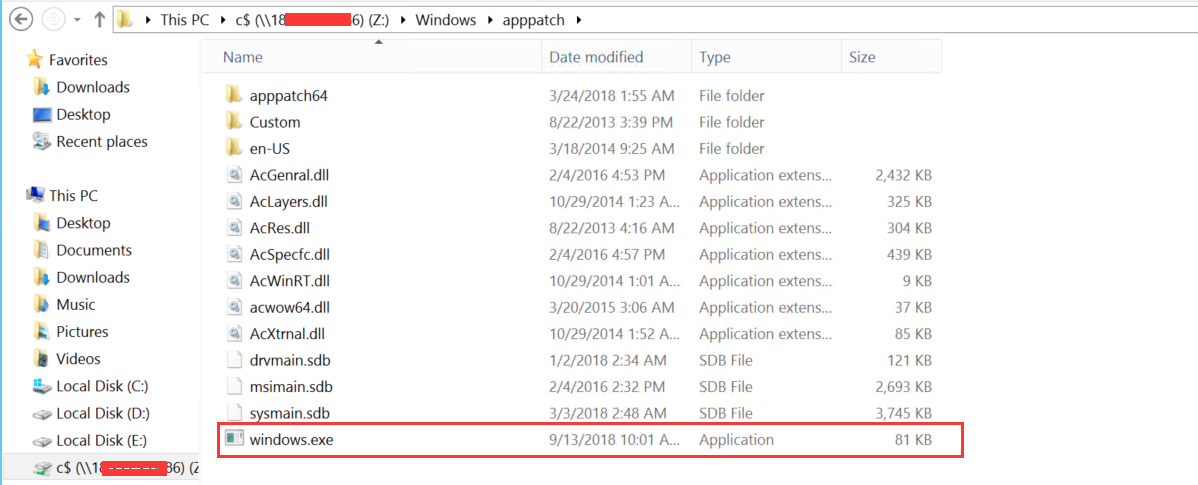 This PC c$ (\\18 6) (Z:) Windows apppatch
Favorites
Downloads
Desktop
Recent places
This PC
Desktop
Documents
Downloads
Music
Pictures
Videos
Local Disk (C:)
Local Disk (D:)
Local Disk (E:)
c$ (\\18 86) (Z
Name Date modified Type Size
apppatch64 3/24/2018 1:55 AM File folder
Custom 8/22/2013 3:39 PM File folder
en-US 3/18/2014 9:25 AM File folder
AcGenral.dll 2/4/2016 4:53 PM Application extens... 2,432 KB
AcLayers.dll 10/29/2014 1:23 A... Application extens... 325 KB
AcRes.dll 8/22/2013 4:16 AM Application extens... 304 KB
AcSpecfc.dll 2/4/2016 4:57 PM Application extens... 439 KB
AcWinRT.dll 10/29/2014 1:01 A... Application extens... 9 KB
acwow64.dll 3/20/2015 3:06 AM Application extens... 37 KB
AcXtrnal.dll 10/29/2014 1:52 A... Application extens... 85 KB
drvmain.sdb 1/2/2018 2:34 AM SDB File 121 KB
msimain.sdb 2/4/2016 2:32 PM SDB File 2,693 KB
sysmain.sdb 3/3/2018 2:48 AM SDB File 3,745 KB
windows.exe 9/13/2018 10:01 A... Application 81 KB